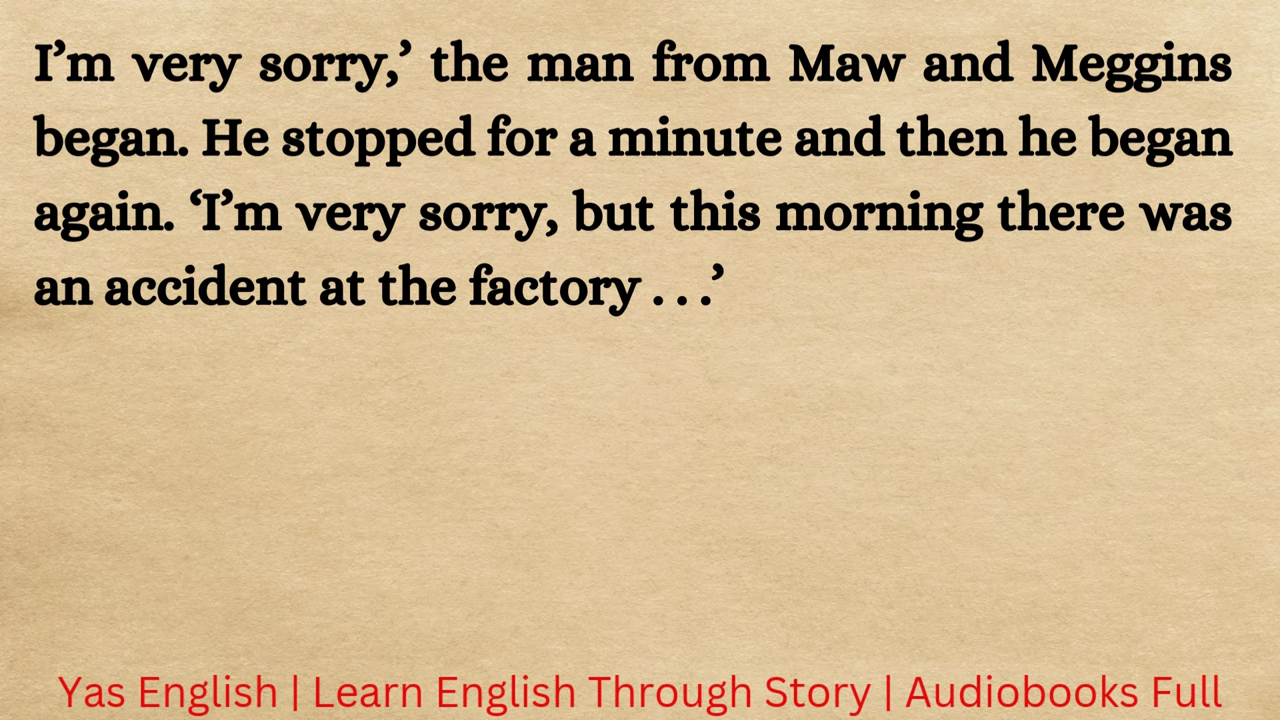 I’m very sorry,’ the man from Maw and Meggins
began. He stopped for a minute and then he began
again. ‘I’m very sorry, but this morning there was
an accident at the factory . . .’
Yas English | Learn English Through Story | Audiobooks Full